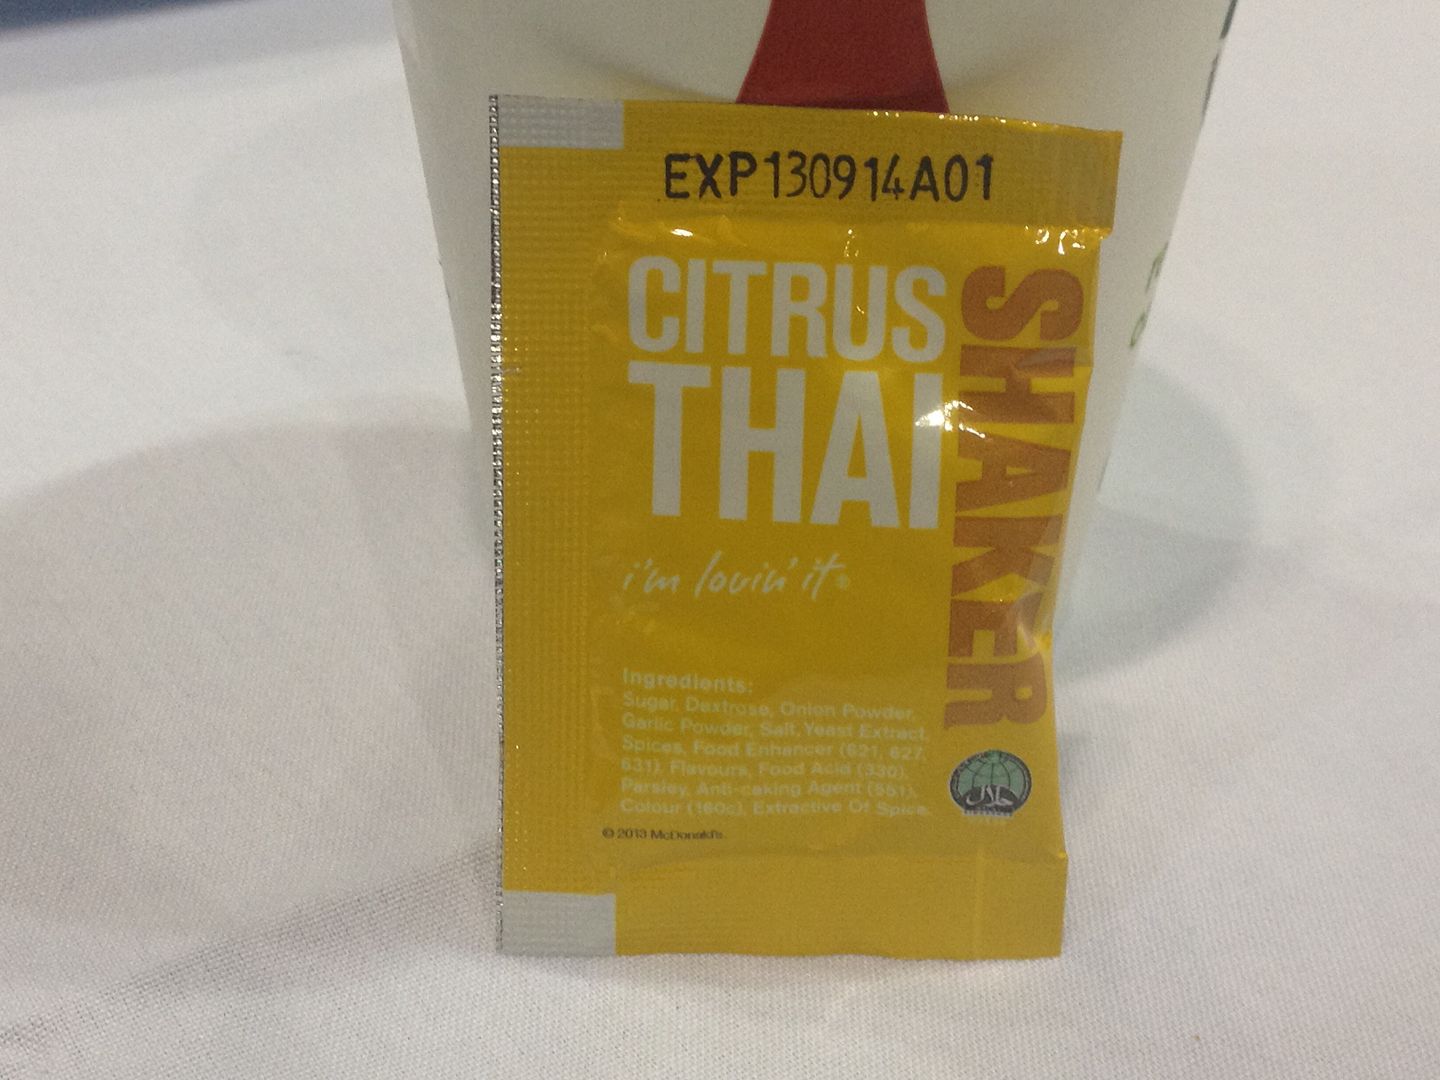 EXP130914A01
CITRUS
THAI
SHAKER
i'm lovin' it®
Ingredients:
Sugar, Dextrose, Onion Powder,
Garlic Powder, Salt, Yeast Extract,
Spices, Food Enhancer (621, 627,
631), Flavours, Food Acid (330),
Parsley, Anti-caking Agent (551),
Colour (160c), Extractive Of Spice.
© 2013 McDonald's.
حلال